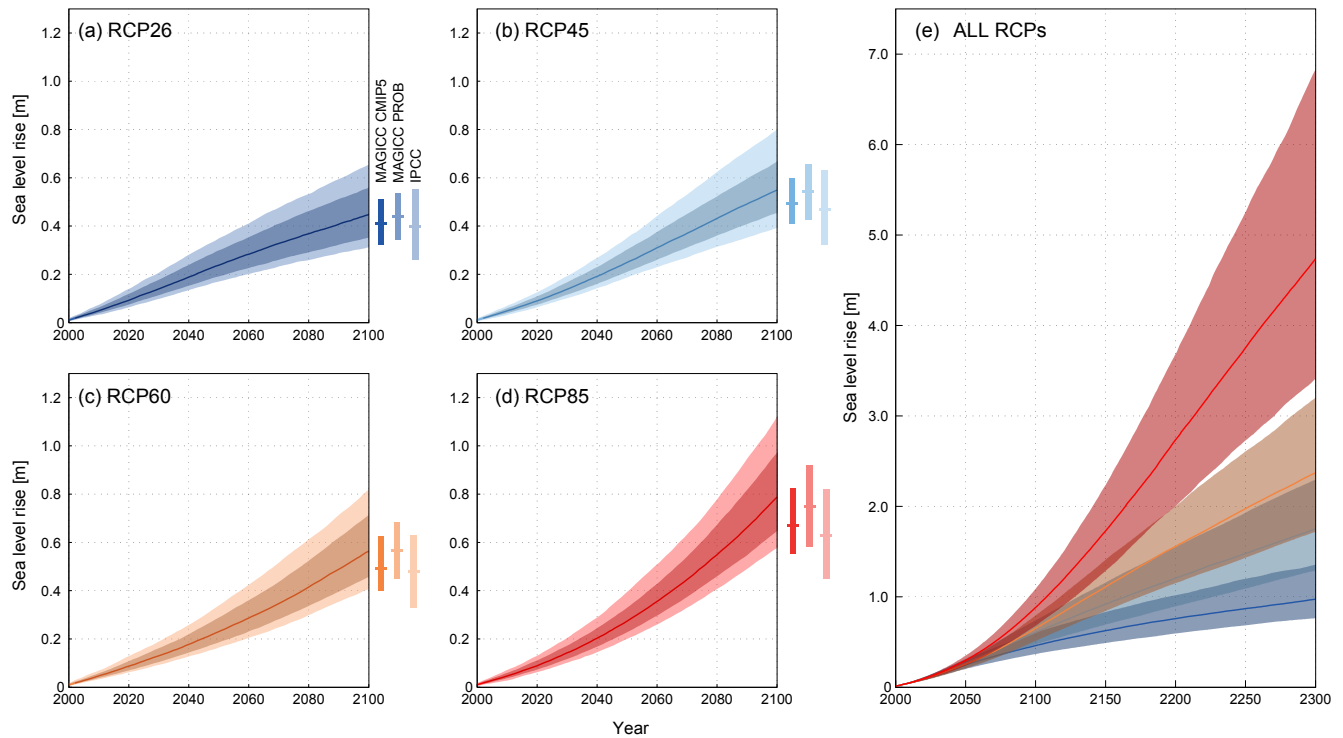 (a) RCP26
Sea level rise [m]
1.2
1.0
0.8
0.6
0.4
0.2
0
2000 2020 2040 2060 2080 2100
MAGICC CMIP5
MAGICC PROB
IPCC
(b) RCP45
1.2
1.0
0.8
0.6
0.4
0.2
0
2000 2020 2040 2060 2080 2100
(c) RCP60
Sea level rise [m]
1.2
1.0
0.8
0.6
0.4
0.2
0
2000 2020 2040 2060 2080 2100
(d) RCP85
1.2
1.0
0.8
0.6
0.4
0.2
0
2000 2020 2040 2060 2080 2100
Year
(e) ALL RCPs
Sea level rise [m]
7.0
6.0
5.0
4.0
3.0
2.0
1.0
0
2000 2050 2100 2150 2200 2250 2300